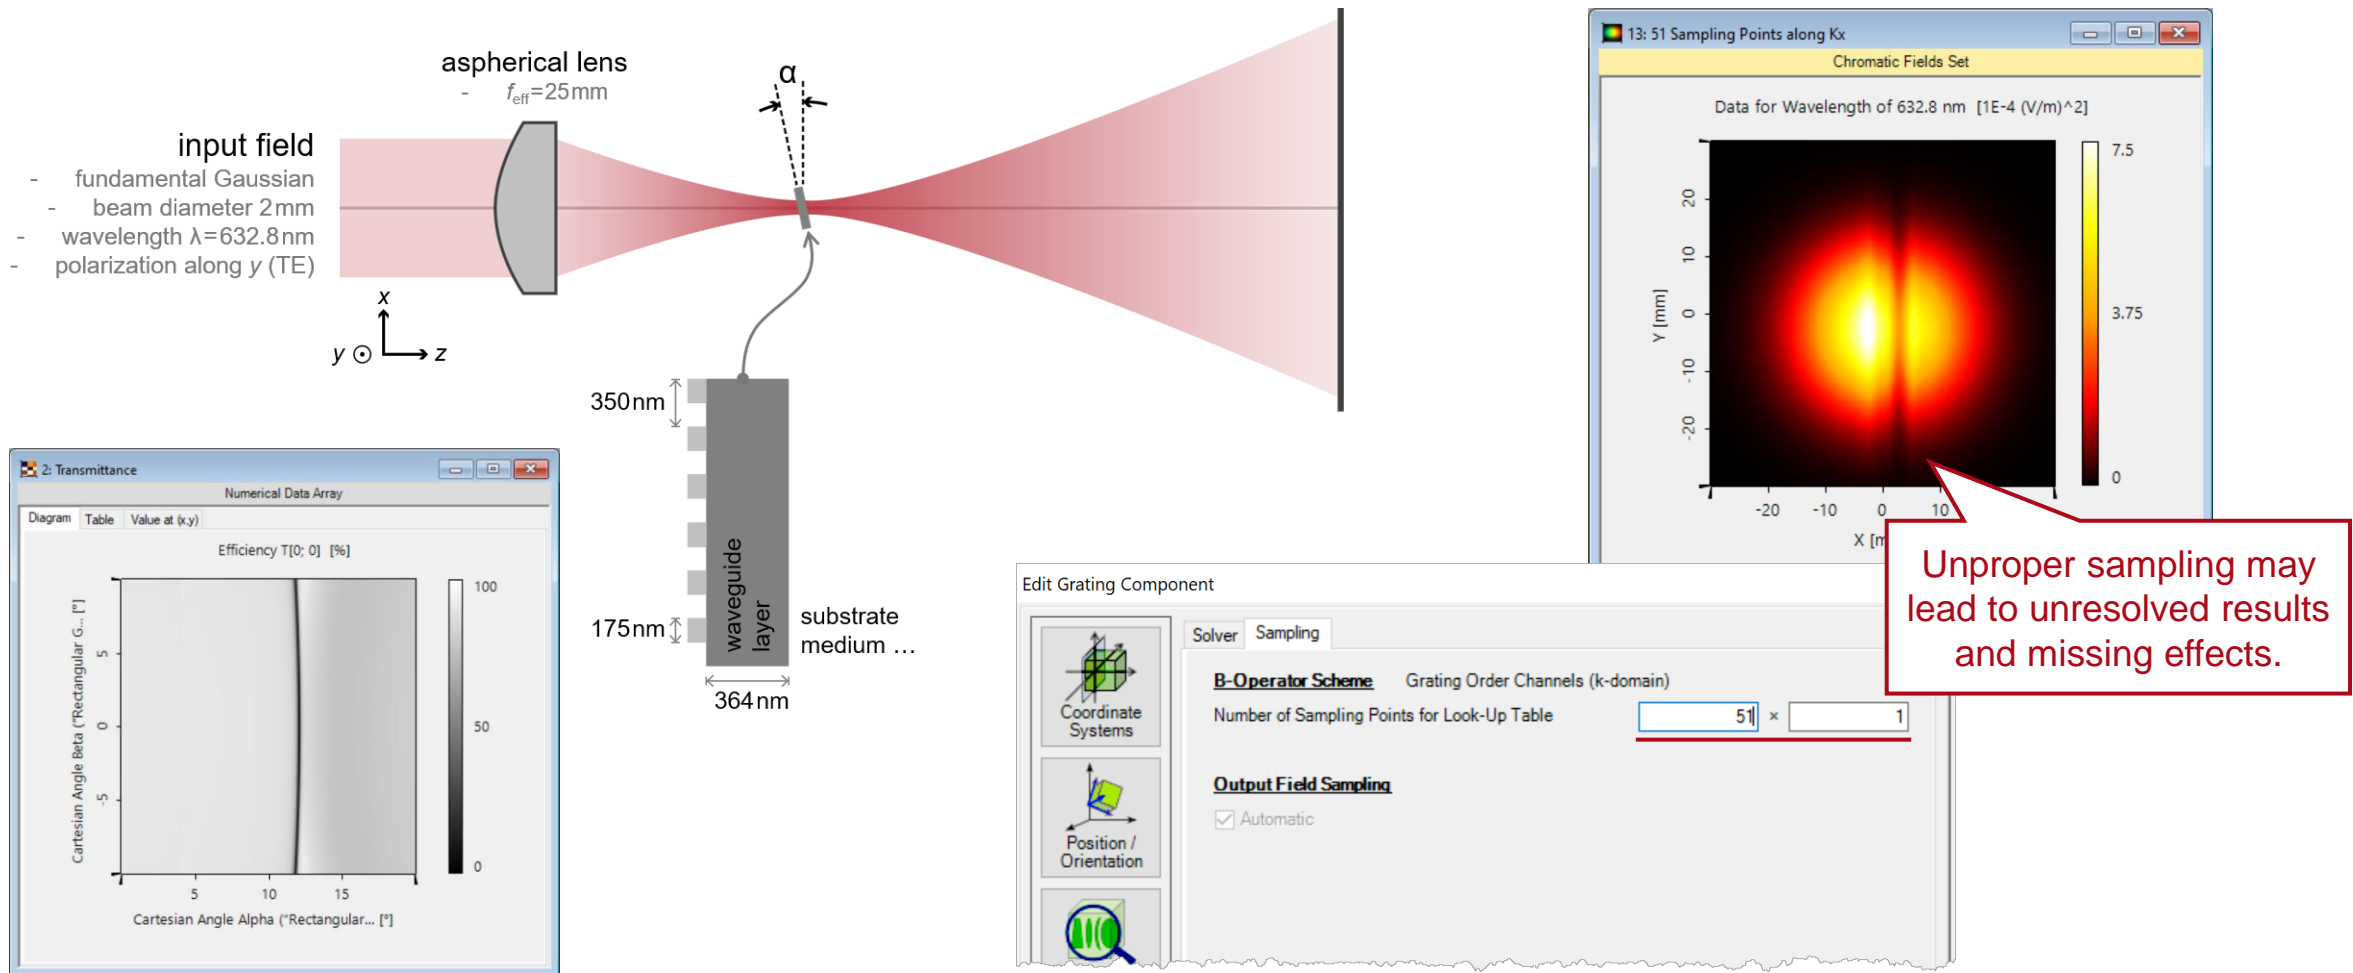 aspherical lens
- f_eff=25mm
input field
- fundamental Gaussian
- beam diameter 2mm
- wavelength λ=632.8nm
- polarization along y (TE)
x
y
z
α
350nm
175nm
waveguide
layer
364nm
substrate
medium ...
2: Transmittance
Numerical Data Array
Diagram Table Value at (x,y)
Efficiency T[0; 0] [%]
Cartesian Angle Beta ("Rectangular G... [°]
5
0
-5
5 10 15
Cartesian Angle Alpha ("Rectangular... [°]
100
50
0
13: 51 Sampling Points along Kx
Chromatic Fields Set
Data for Wavelength of 632.8 nm [1E-4 (V/m)^2]
Y [mm]
20
10
0
-10
-20
-20 -10 0 10
X [m
7.5
3.75
0
Unproper sampling may
lead to unresolved results
and missing effects.
Edit Grating Component
Coordinate
Systems
Position /
Orientation
Solver Sampling
B-Operator Scheme Grating Order Channels (k-domain)
Number of Sampling Points for Look-Up Table 51 × 1
Output Field Sampling
Automatic